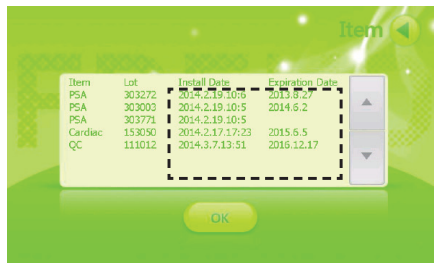 Item
Item Lot Install Date Expiration Date
PSA 303272 2014.2.19.10:6 2013.8.27
PSA 303003 2014.2.19.10:5 2014.6.2
PSA 303771 2014.2.19.10:5
Cardiac 153050 2014.2.17.17:23 2015.6.5
QC 111012 2014.3.7.13:51 2016.12.17
OK